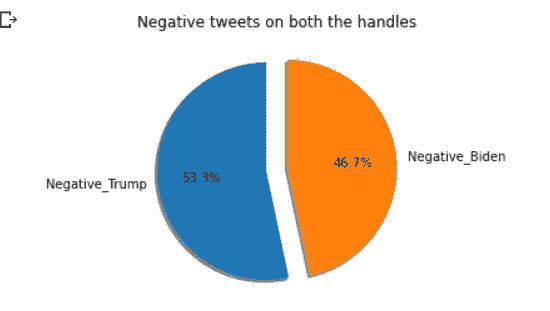 Negative tweets on both the handles
53.3%
46.7%
Negative_Biden
Negative_Trump